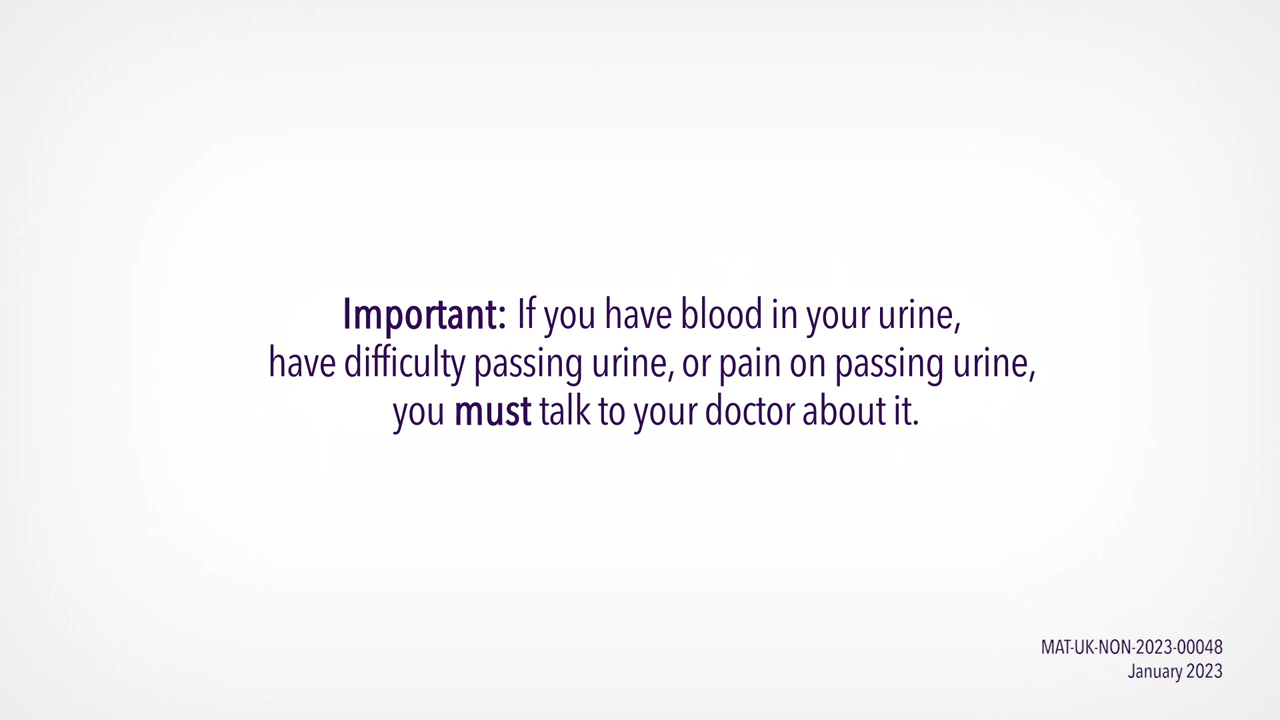 Important: If you have blood in your urine,
have difficulty passing urine, or pain on passing urine,
you must talk to your doctor about it.
MAT-UK-NON-2023-00048
January 2023